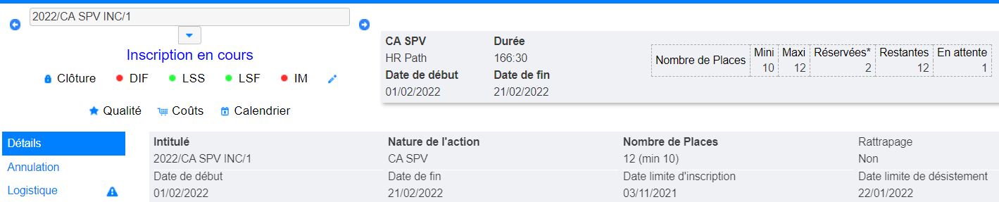 2022/CA SPV INC/1
Inscription en cours
Clôture DIF LSS LSF IM
Qualité Coûts Calendrier
CA SPV Durée
HR Path 166:30
Date de début Date de fin
01/02/2022 21/02/2022
Nombre de Places Mini Maxi Réservées* Restantes En attente
10 12 2 12 1
Détails
Annulation
Logistique
Intitulé Nature de l'action Nombre de Places Rattrapage
2022/CA SPV INC/1 CA SPV 12 (min 10) Non
Date de début Date de fin Date limite d'inscription Date limite de désistement
01/02/2022 21/02/2022 03/11/2021 22/01/2022